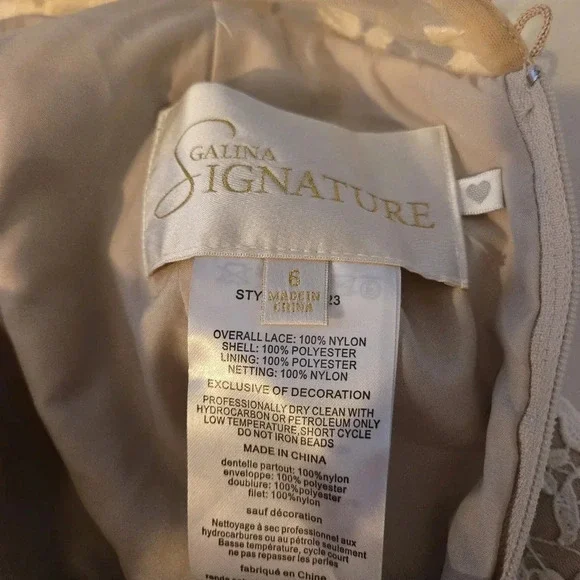 GALINA
SIGNATURE
6
MADE IN
CHINA
STY 23
OVERALL LACE: 100% NYLON
SHELL: 100% POLYESTER
LINING: 100% POLYESTER
NETTING: 100% NYLON
EXCLUSIVE OF DECORATION
PROFESSIONALLY DRY CLEAN WITH
HYDROCARBON OR PETROLEUM ONLY
LOW TEMPERATURE,SHORT CYCLE
DO NOT IRON BEADS
MADE IN CHINA
dentelle partout: 100%nylon
enveloppe: 100% polyester
doublure: 100% polyester
filet: 100%nylon
sauf décoration
Nettoyage à sec professionnel aux
hydrocarbures ou au pétrole seulement
Basse température, cycle court
ne pas repasser les perles
fabriqué en Chine